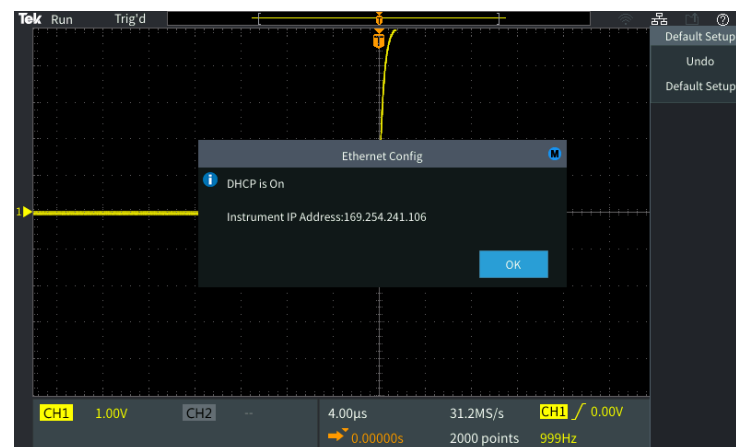 Tek Run Trig'd
Default Setup
Undo
Default Setup
Ethernet Config M
DHCP is On
Instrument IP Address:169.254.241.106
OK
1
CH1 1.00V CH2 -- 4.00µs 31.2MS/s CH1 0.00V
0.00000s 2000 points 999Hz